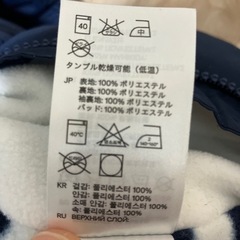 40
タンブル乾燥可能（低温）
JP 表地: 100% ポリエステル
裏地: 100% ポリエステル
袖裏地: 100% ポリエステル
パッド: 100% ポリエステル
40℃
KR 겉감: 폴리에스터 100%
안감: 폴리에스터 100%
소매 안감: 폴리에스터 100%
패드: 폴리에스터 100%
RU ВЕРХНИЙ СЛОЙ: